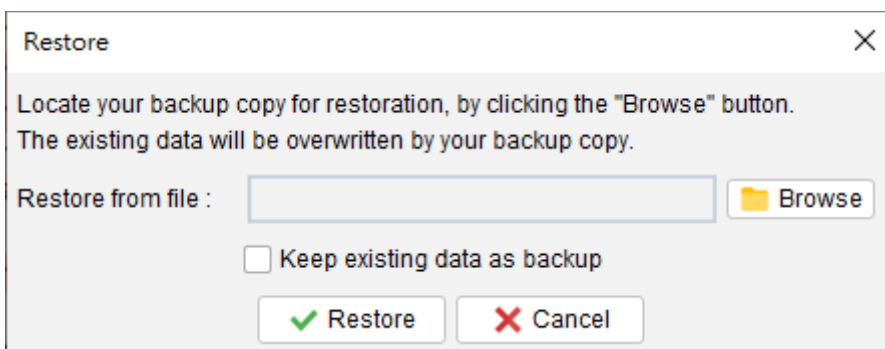 Restore
Locate your backup copy for restoration, by clicking the "Browse" button.
The existing data will be overwritten by your backup copy.
Restore from file : Browse
Keep existing data as backup
Restore Cancel